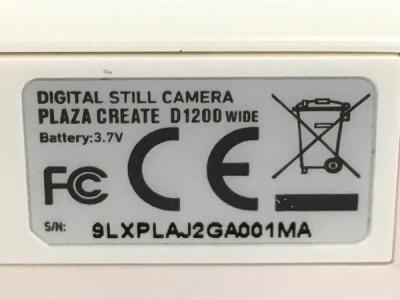 DIGITAL STILL CAMERA
PLAZA CREATE D1200 WIDE
Battery:3.7V
FC CE
S/N: 9LXPLAJ2GA001MA